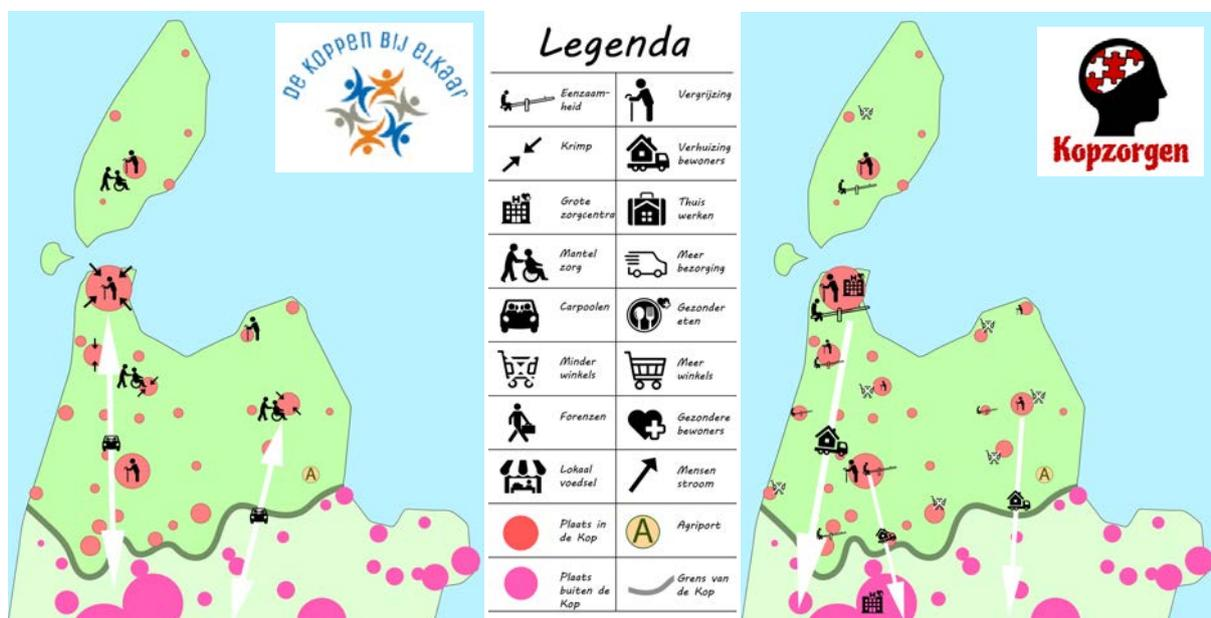 DE KOPPEN BIJ ELKAAR
Legenda
Eenzaam-
heid
Vergrijzing
Krimp
Verhuizing
bewoners
H
Grote
zorgcentra
Thuis
werken
Mantel
zorg
Meer
bezorging
Carpoolen
Gezonder
eten
Minder
winkels
Meer
winkels
Forenzen
Gezondere
bewoners
Lokaal
voedsel
Mensen
stroom
Plaats in
de Kop
A
Agriport
Plaats
buiten de
Kop
Grens van
de Kop
A
Kopzorgen
H
A
H